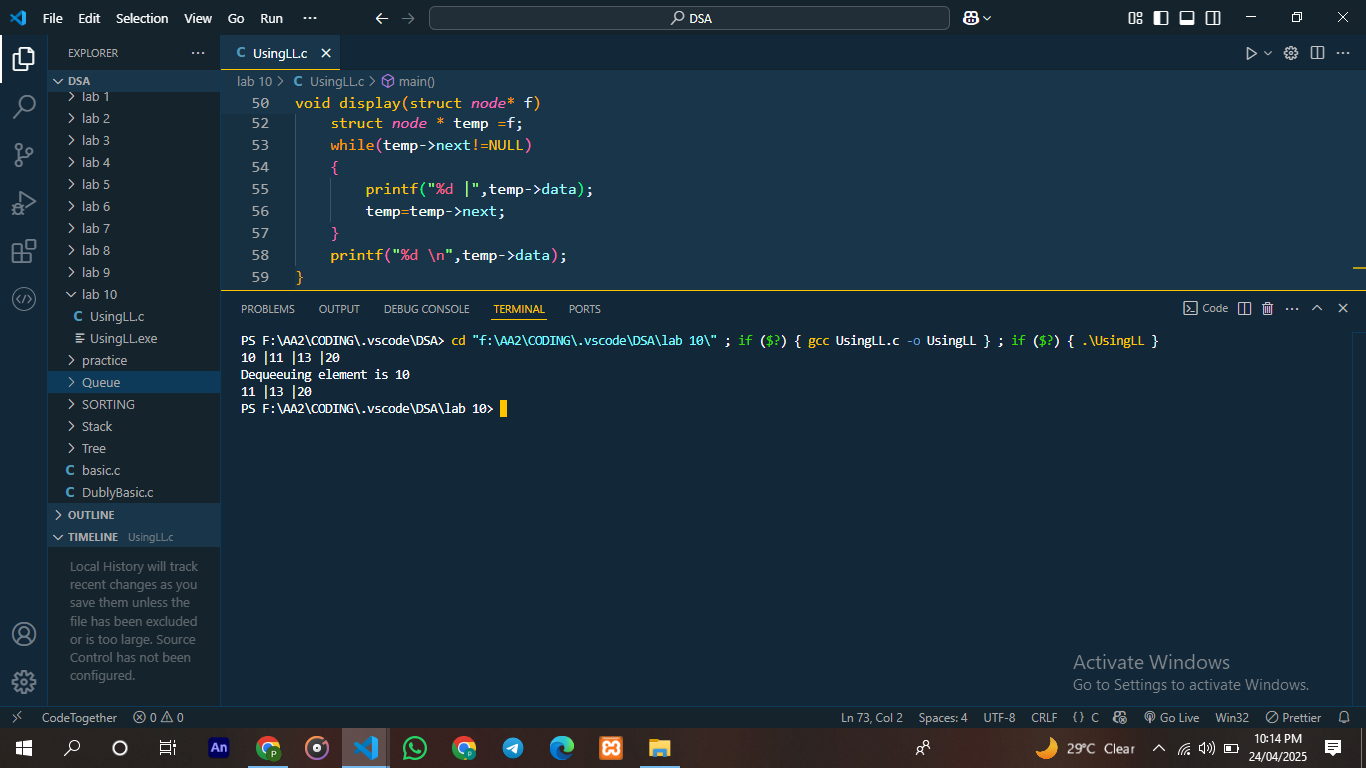 File Edit Selection View Go Run ··· DSA
EXPLORER ···
DSA
lab 1
lab 2
lab 3
lab 4
lab 5
lab 6
lab 7
lab 8
lab 9
lab 10
C UsingLL.c
UsingLL.exe
practice
Queue
SORTING
Stack
Tree
C basic.c
C DublyBasic.c
OUTLINE
TIMELINE UsingLL.c
Local History will track
recent changes as you
save them unless the
file has been excluded
or is too large. Source
Control has not been
configured.
C UsingLL.c
lab 10 > C UsingLL.c > main()
50 void display(struct node* f)
52 struct node * temp =f;
53 while(temp->next!=NULL)
54 {
55 printf("%d |",temp->data);
56 temp=temp->next;
57 }
58 printf("%d \n",temp->data);
59 }
PROBLEMS OUTPUT DEBUG CONSOLE TERMINAL PORTS Code ···
PS F:\AA2\CODING\.vscode\DSA> cd "f:\AA2\CODING\.vscode\DSA\lab 10\" ; if ($?) { gcc UsingLL.c -o UsingLL } ; if ($?) { .\UsingLL }
10 |11 |13 |20
Dequeeuing element is 10
11 |13 |20
PS F:\AA2\CODING\.vscode\DSA\lab 10>
Activate Windows
Go to Settings to activate Windows.
CodeTogether 0 0 Ln 73, Col 2 Spaces: 4 UTF-8 CRLF { } C Go Live Win32 Prettier
An P 29°C Clear 10:14 PM
24/04/2025